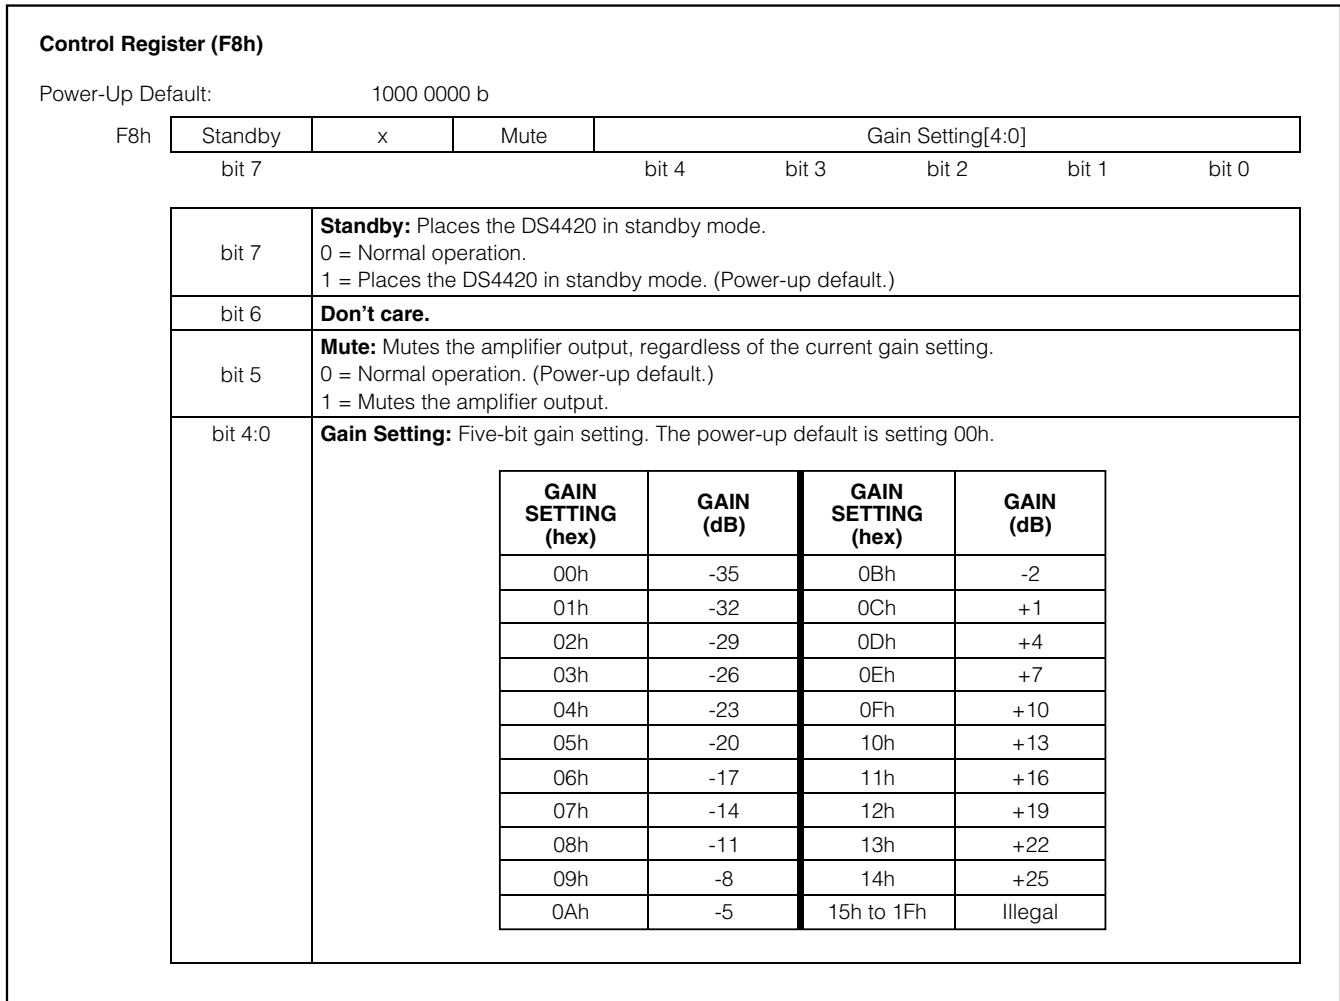 Control Register (F8h)
Power-Up Default: 1000 0000 b
F8h Standby x Mute Gain Setting[4:0]
bit 7 bit 4 bit 3 bit 2 bit 1 bit 0
bit 7
Standby: Places the DS4420 in standby mode.
0 = Normal operation.
1 = Places the DS4420 in standby mode. (Power-up default.)
bit 6 Don't care.
bit 5
Mute: Mutes the amplifier output, regardless of the current gain setting.
0 = Normal operation. (Power-up default.)
1 = Mutes the amplifier output.
bit 4:0 Gain Setting: Five-bit gain setting. The power-up default is setting 00h.
GAIN SETTING (hex) GAIN (dB) GAIN SETTING (hex) GAIN (dB)
00h -35 0Bh -2
01h -32 0Ch +1
02h -29 0Dh +4
03h -26 0Eh +7
04h -23 0Fh +10
05h -20 10h +13
06h -17 11h +16
07h -14 12h +19
08h -11 13h +22
09h -8 14h +25
0Ah -5 15h to 1Fh Illegal